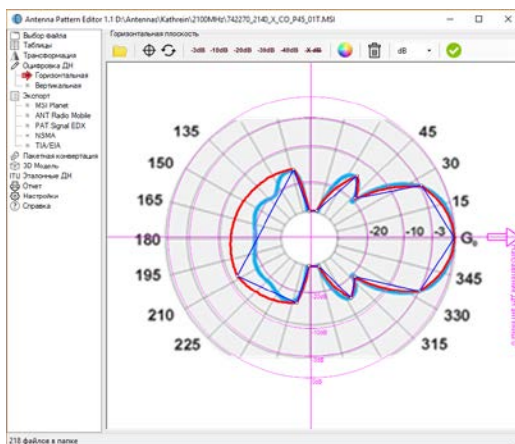 Antenna Pattern Editor 1.1 D:\Antennas\Kathrein\2100MHz\742270_2140_X_CO_P45_01T.MSI
Выбор файла
Таблицы
Трансформация
Оцифровка ДН
Горизонтальная
Вертикальная
Экспорт
MSI Planet
ANT Radio Mobile
PAT Signal EDX
NSMA
TIA/EIA
Пакетная конвертация
3D Модель
ITU Эталонные ДН
Отчет
Настройки
Справка
Горизонтальная плоскость
-3dB -10dB -20dB -30dB -40dB X dB dB
135 45
150 30
165 15
180 -20 -10 -3 G₀
195 345
210 330
225 315
218 файлов в папке